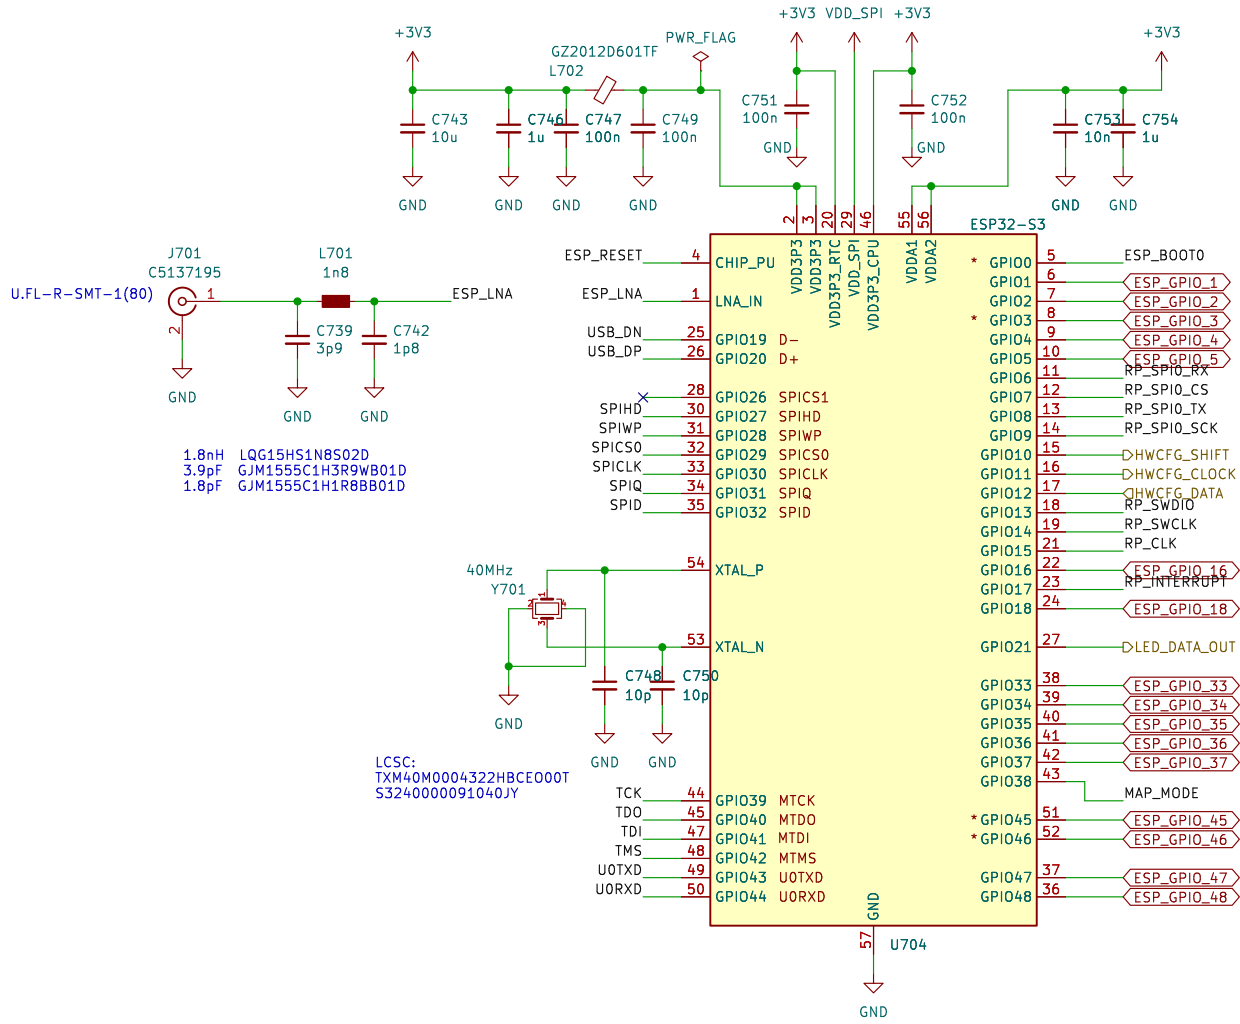 +3V3 VDD_SPI +3V3
+3V3
+3V3
PWR_FLAG
GZ2012D601TF
L702
C743
10u
C746
1u
C747
100n
C749
100n
C751
100n
C752
100n
C753
10n
C754
1u
GND
GND
GND
GND
GND
GND
GND
GND
ESP32-S3
2
3
20
29
46
55
56
VDD3P3
VDD3P3
VDD3P3_RTC
VDD_SPI
VDD3P3_CPU
VDDA1
VDDA2
J701
C5137195
U.FL-R-SMT-1(80)
1
2
GND
L701
1n8
ESP_LNA
C739
3p9
C742
1p8
GND
GND
1.8nH LQG15HS1N8S02D
3.9pF GJM1555C1H3R9WB01D
1.8pF GJM1555C1H1R8BB01D
ESP_RESET 4 CHIP_PU
ESP_LNA 1 LNA_IN
USB_DN 25 GPIO19 D-
USB_DP 26 GPIO20 D+
28 GPIO26 SPICS1
SPIHD 30 GPIO27 SPIHD
SPIWP 31 GPIO28 SPIWP
SPICS0 32 GPIO29 SPICS0
SPICLK 33 GPIO30 SPICLK
SPIQ 34 GPIO31 SPIQ
SPID 35 GPIO32 SPID
54 XTAL_P
53 XTAL_N
40MHz
Y701
1
2
3
4
GND
C748
10p
C750
10p
GND
GND
LCSC:
TXM40M0004322HBCEO00T
S3240000091040JY
TCK 44 GPIO39 MTCK
TDO 45 GPIO40 MTDO
TDI 47 GPIO41 MTDI
TMS 48 GPIO42 MTMS
U0TXD 49 GPIO43 U0TXD
U0RXD 50 GPIO44 U0RXD
* GPIO0 5 ESP_BOOT0
GPIO1 6 ESP_GPIO_1
GPIO2 7 ESP_GPIO_2
* GPIO3 8 ESP_GPIO_3
GPIO4 9 ESP_GPIO_4
GPIO5 10 ESP_GPIO_5
GPIO6 11 RP_SPI0_RX
GPIO7 12 RP_SPI0_CS
GPIO8 13 RP_SPI0_TX
GPIO9 14 RP_SPI0_SCK
GPIO10 15 HWCFG_SHIFT
GPIO11 16 HWCFG_CLOCK
GPIO12 17 HWCFG_DATA
GPIO13 18 RP_SWDIO
GPIO14 19 RP_SWCLK
GPIO15 21 RP_CLK
GPIO16 22 ESP_GPIO_16
GPIO17 23 RP_INTERRUPT
GPIO18 24 ESP_GPIO_18
GPIO21 27 LED_DATA_OUT
GPIO33 38 ESP_GPIO_33
GPIO34 39 ESP_GPIO_34
GPIO35 40 ESP_GPIO_35
GPIO36 41 ESP_GPIO_36
GPIO37 42 ESP_GPIO_37
GPIO38 43 MAP_MODE
* GPIO45 51 ESP_GPIO_45
* GPIO46 52 ESP_GPIO_46
GPIO47 37 ESP_GPIO_47
GPIO48 36 ESP_GPIO_48
GND
57
U704
GND